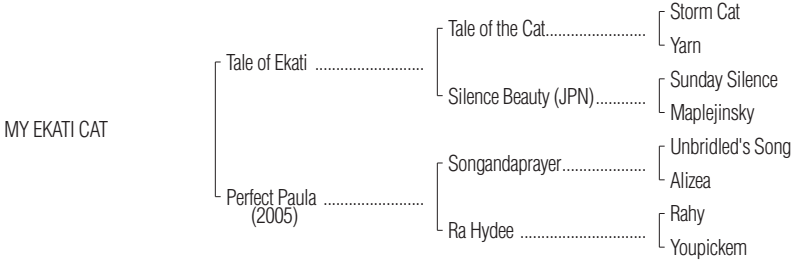 Storm Cat
Tale of the Cat........................
Yarn
Tale of Ekati ..........................
Sunday Silence
Silence Beauty (JPN)............
Maplejinsky
MY EKATI CAT
Unbridled's Song
Songandaprayer....................
Alizea
Perfect Paula ........................
(2005)
Rahy
Ra Hydee ..............................
Youpickem